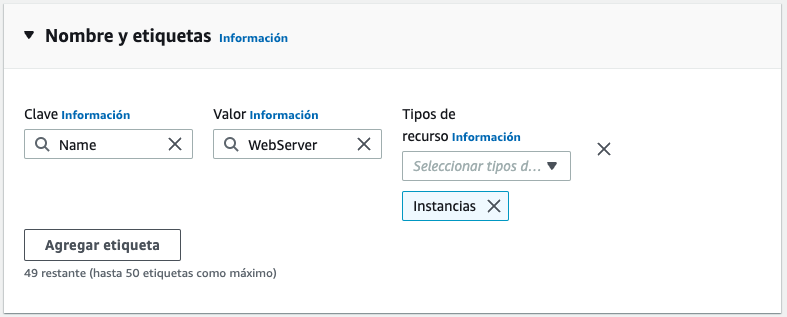 Nombre y etiquetas Información
Clave Información
Valor Información
Tipos de
recurso Información
Name
WebServer
Seleccionar tipos d...
Instancias
Agregar etiqueta
49 restante (hasta 50 etiquetas como máximo)